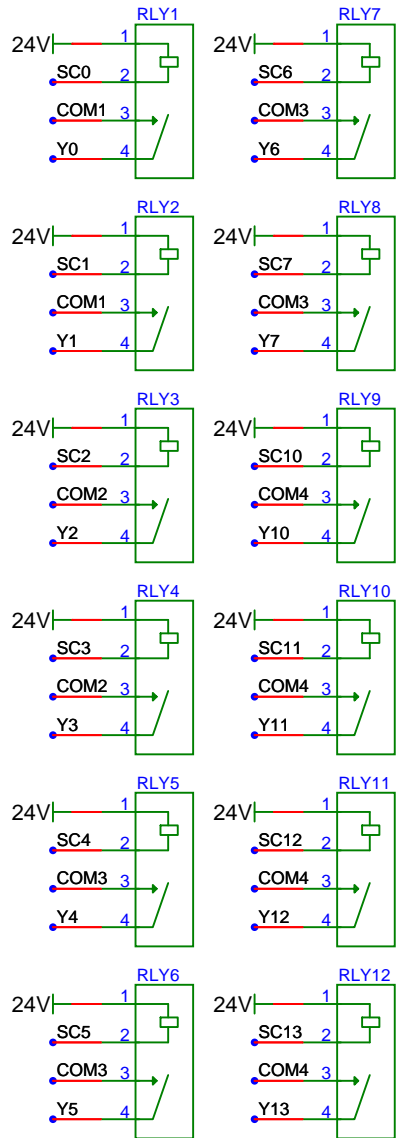 RLY1
24V 1
SC0 2
COM1 3
Y0 4
RLY2
24V 1
SC1 2
COM1 3
Y1 4
RLY3
24V 1
SC2 2
COM2 3
Y2 4
RLY4
24V 1
SC3 2
COM2 3
Y3 4
RLY5
24V 1
SC4 2
COM3 3
Y4 4
RLY6
24V 1
SC5 2
COM3 3
Y5 4
RLY7
24V 1
SC6 2
COM3 3
Y6 4
RLY8
24V 1
SC7 2
COM3 3
Y7 4
RLY9
24V 1
SC10 2
COM4 3
Y10 4
RLY10
24V 1
SC11 2
COM4 3
Y11 4
RLY11
24V 1
SC12 2
COM4 3
Y12 4
RLY12
24V 1
SC13 2
COM4 3
Y13 4